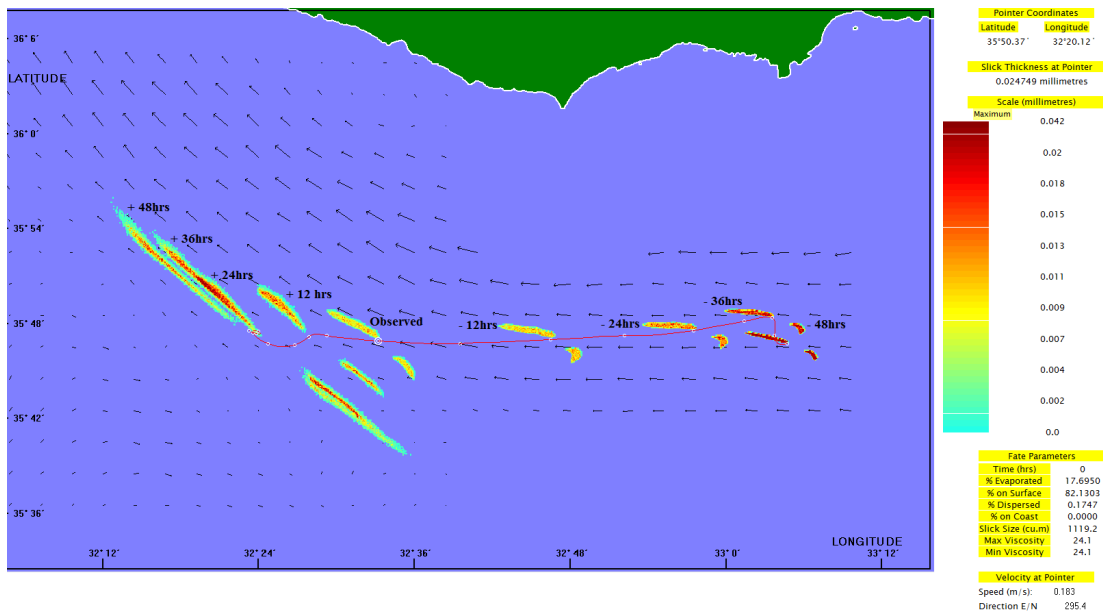 Pointer Coordinates
Latitude Longitude
35°50.37´ 32°20.12´
Slick Thickness at Pointer
0.024749 millimetres
Scale (millimetres)
Maximum
0.042
0.02
0.018
0.015
0.013
0.009
0.007
0.004
0.002
0.0
Fate Parameters
Time (hrs) 0
% Evaporated 17.6950
% on Surface 82.1303
% Dispersed 0.1747
% on Coast 0.0000
Slick Size (cu.m) 1119.2
Max Viscosity 24.1
Min Viscosity 24.1
Velocity at Pointer
Speed (m/s): 0.183
Direction E/N 295.4
36°6´
LATITUDE
36°0´
35°54´
35°48´
35°42´
35°36´
+ 48hrs
+ 36hrs
+ 24hrs
+ 12 hrs
Observed
- 12hrs
- 24hrs
- 36hrs
- 48hrs
LONGITUDE
32°12´ 32°24´ 32°36´ 32°48´ 33°0´ 33°12´